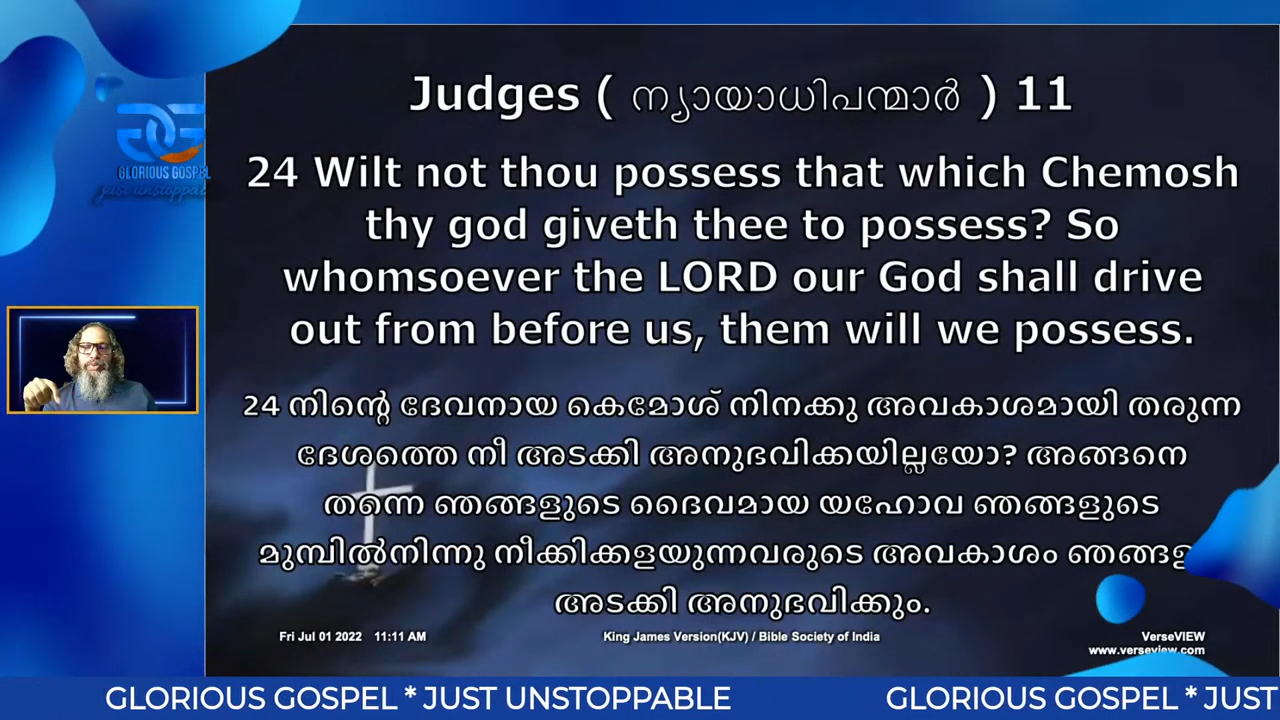 Judges ( ന്യായാധിപന്മാർ ) 11
24 Wilt not thou possess that which Chemosh
thy god giveth thee to possess? So
whomsoever the LORD our God shall drive
out from before us, them will we possess.
24 നിന്റെ ദേവനായ കെമോശ് നിനക്കു അവകാശമായി തരുന്ന
ദേശത്തെ നീ അടക്കി അനുഭവിക്കയില്ലയോ? അങ്ങനെ
തന്നെ ഞങ്ങളുടെ ദൈവമായ യഹോവ ഞങ്ങളുടെ
മുമ്പിൽനിന്നു നീക്കിക്കളയുന്നവരുടെ അവകാശം ഞങ്ങള
അടക്കി അനുഭവിക്കും.
GLORIOUS GOSPEL
just unstoppab
Fri Jul 01 2022 11:11 AM
King James Version(KJV) / Bible Society of India
VerseVIEW
www.verseview.com
GLORIOUS GOSPEL * JUST UNSTOPPABLE
GLORIOUS GOSPEL * JUST